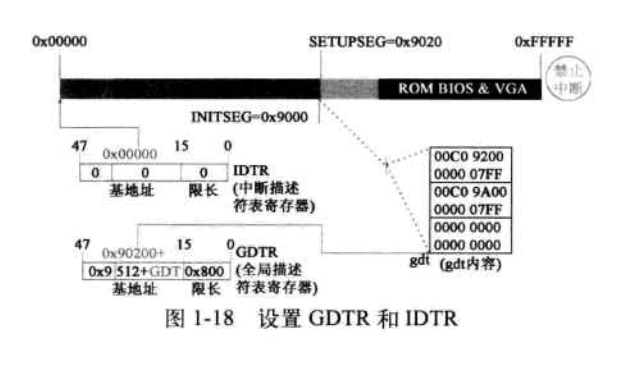 0x00000
SETUPSEG=0x9020
0xFFFFF
禁止
中断
ROM BIOS & VGA
INITSEG=0x9000
47
0x00000
15
0
0 0 0
IDTR
基地址 限长
(中断描述
符表寄存器)
00C0 9200
0000 07FF
00C0 9A00
0000 07FF
0000 0000
0000 0000
gdt (gdt内容)
47
0x90200+
15
0
0x9 512+GDT 0x800
GDTR
基地址 限长
(全局描述
符表寄存器)
图 1-18 设置 GDTR 和 IDTR